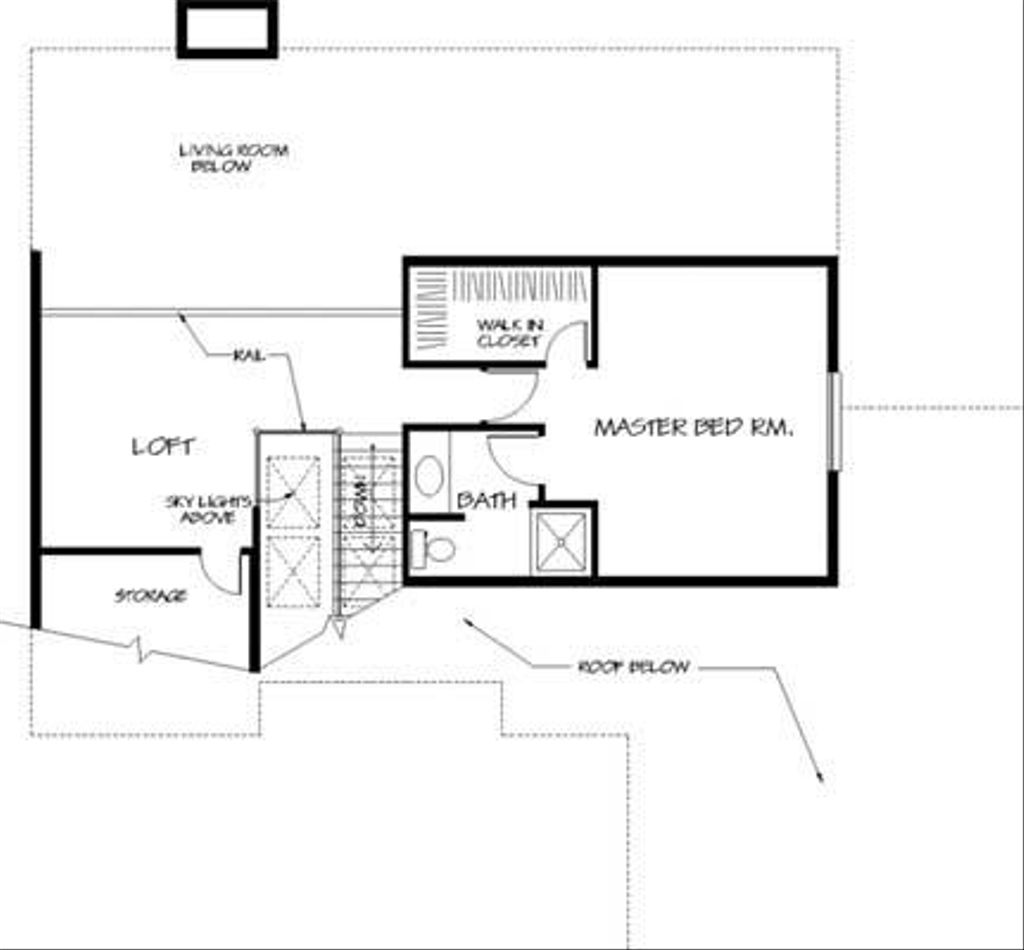 LIVING ROOM
BELOW
WALK IN
CLOSET
RAIL
MASTER BED RM.
LOFT
DOWN
SKY LIGHTS
ABOVE
BATH
STORAGE
ROOF BELOW